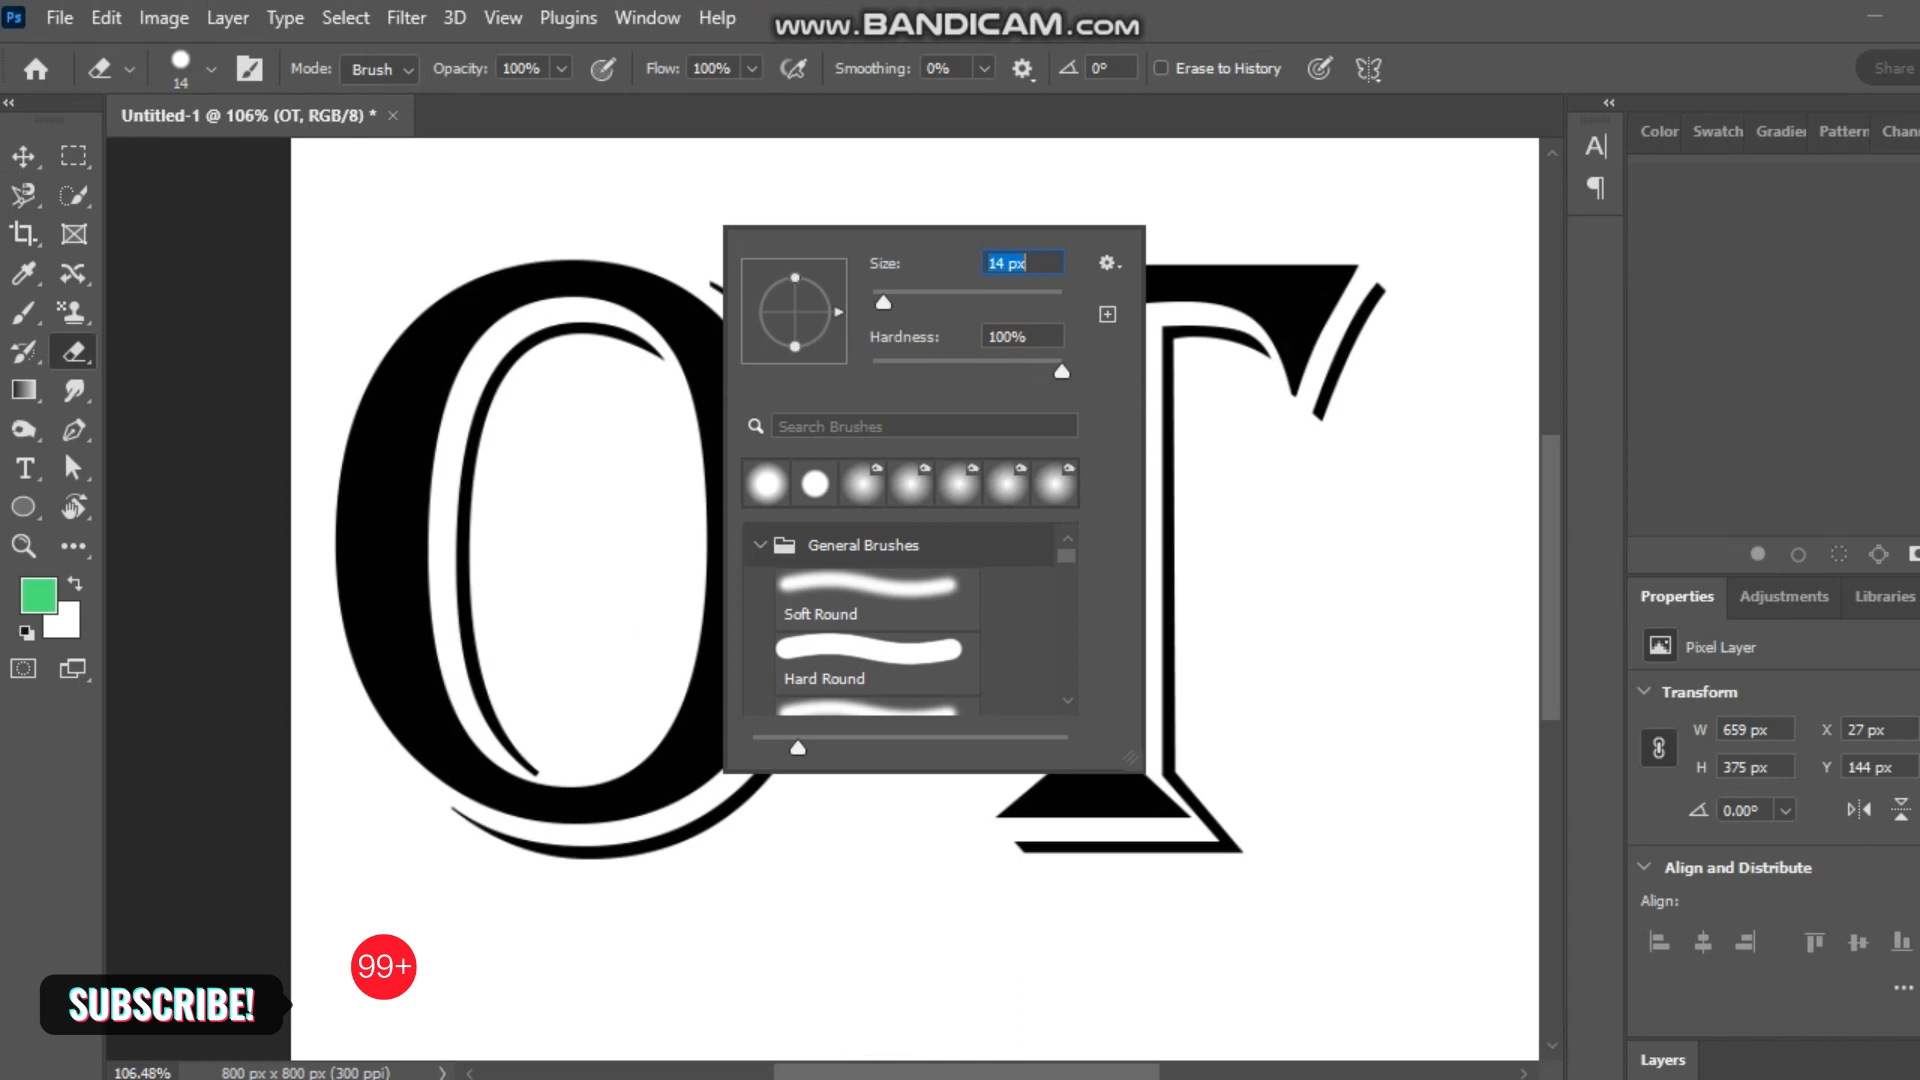 Ps File Edit Image Layer Type Select Filter 3D View Plugins Window Help
www.BANDICAM.com
14 Mode: Brush Opacity: 100% Flow: 100% Smoothing: 0% 0° Erase to History Share
Untitled-1 @ 106% (OT, RGB/8) * ×
Color Swatch Gradier Pattern Chan
OT
Size: 14 px
Hardness: 100%
Search Brushes
General Brushes
Soft Round
Hard Round
Properties Adjustments Libraries
Pixel Layer
Transform
W 659 px X 27 px
H 375 px Y 144 px
0.00°
Align and Distribute
Align:
99+
SUBSCRIBE!
Layers
106.48% 800 px x 800 px (300 ppi)